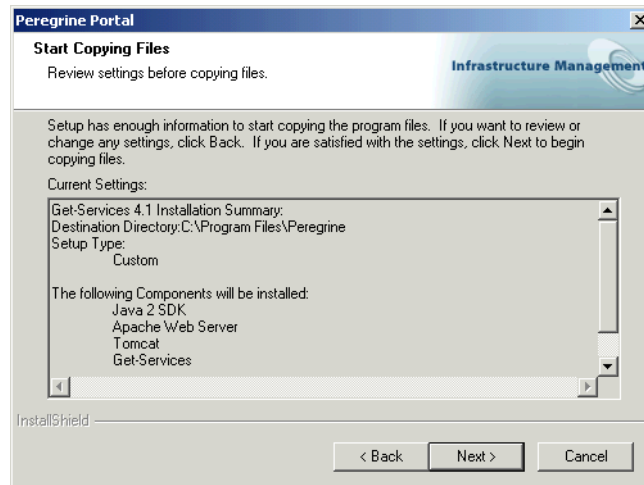 Peregrine Portal
Start Copying Files
Review settings before copying files.
Infrastructure Management
Setup has enough information to start copying the program files. If you want to review or
change any settings, click Back. If you are satisfied with the settings, click Next to begin
copying files.
Current Settings:
Get-Services 4.1 Installation Summary:
Destination Directory:C:\Program Files\Peregrine
Setup Type:
Custom
The following Components will be installed:
Java 2 SDK
Apache Web Server
Tomcat
Get-Services
InstallShield
< Back
Next >
Cancel